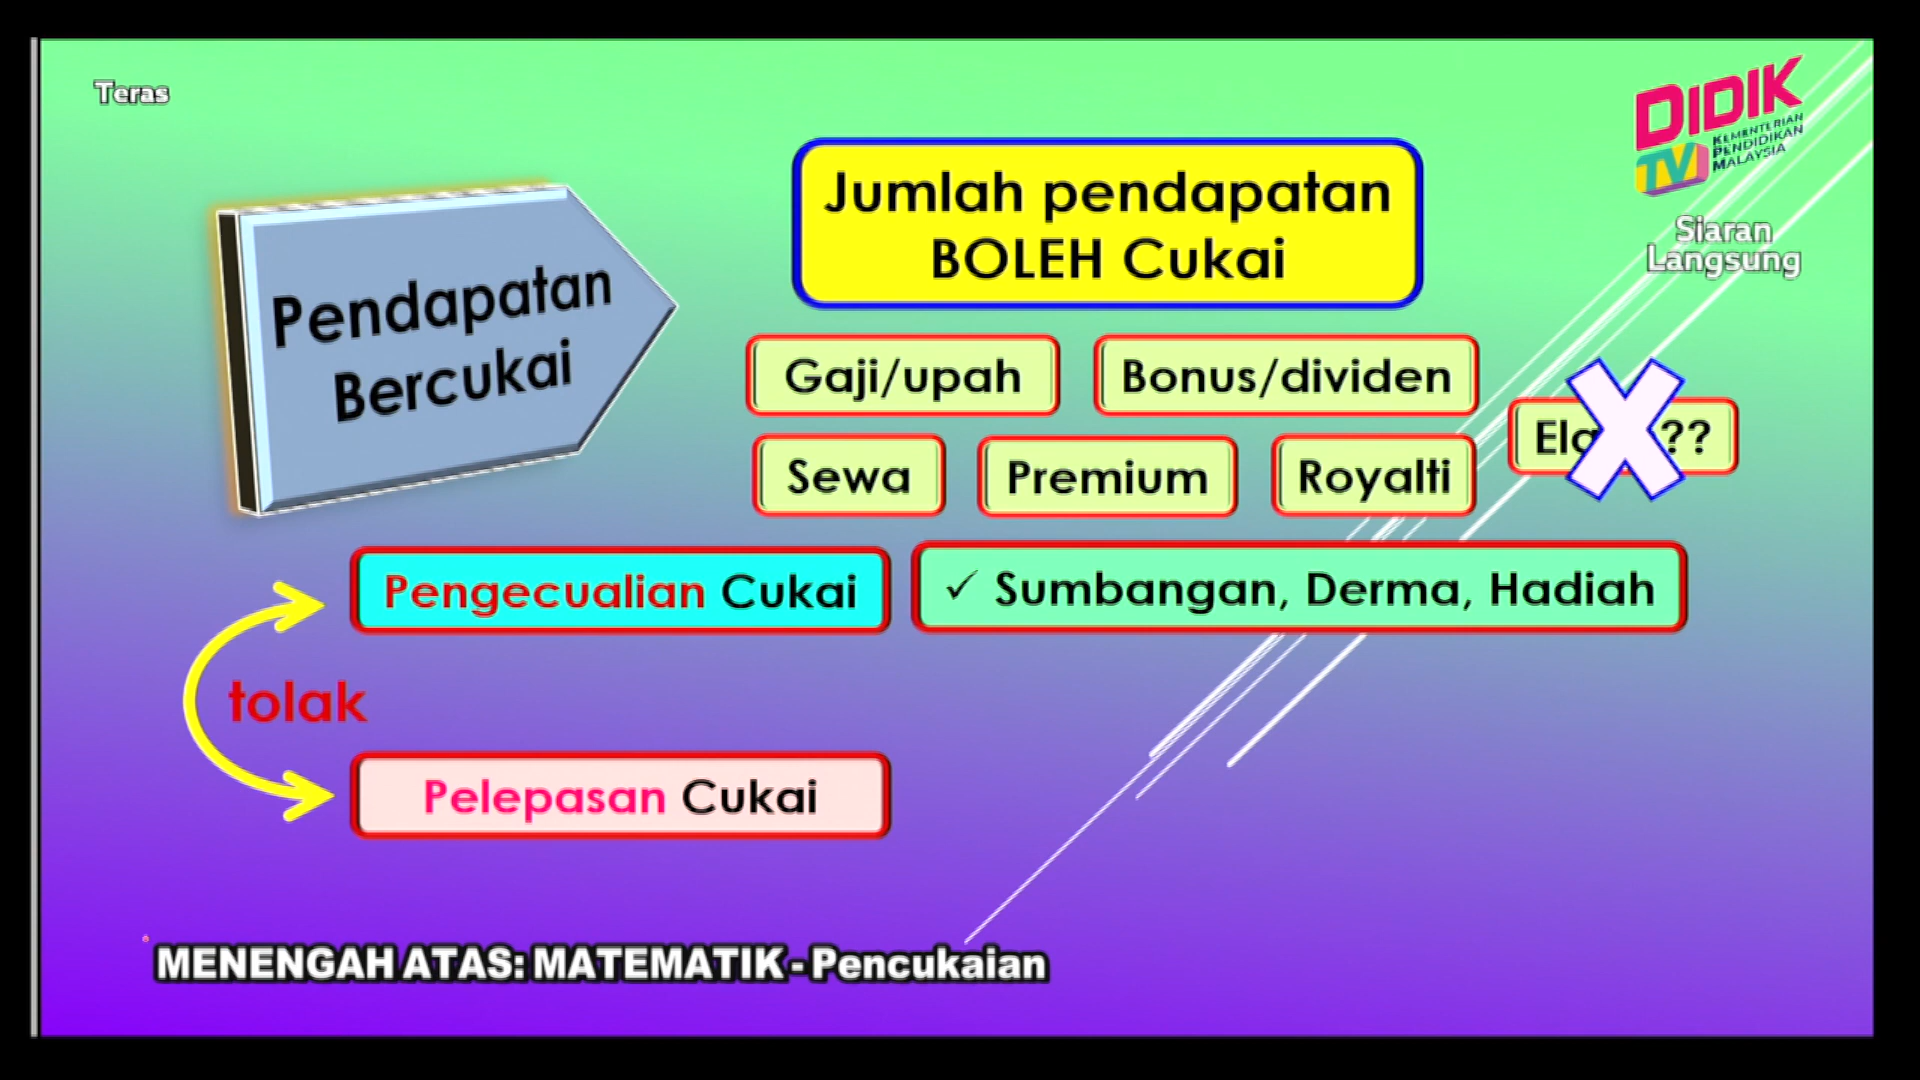 Teras
DIDIK
TV
KEMENTERIAN
PENDIDIKAN
MALAYSIA
Siaran
Langsung
Jumlah pendapatan
BOLEH Cukai
Pendapatan
Bercukai
Gaji/upah
Bonus/dividen
??
Sewa
Premium
Royalti
Pengecualian Cukai
✓ Sumbangan, Derma, Hadiah
tolak
Pelepasan Cukai
MENENGAH ATAS: MATEMATIK - Pencukaian